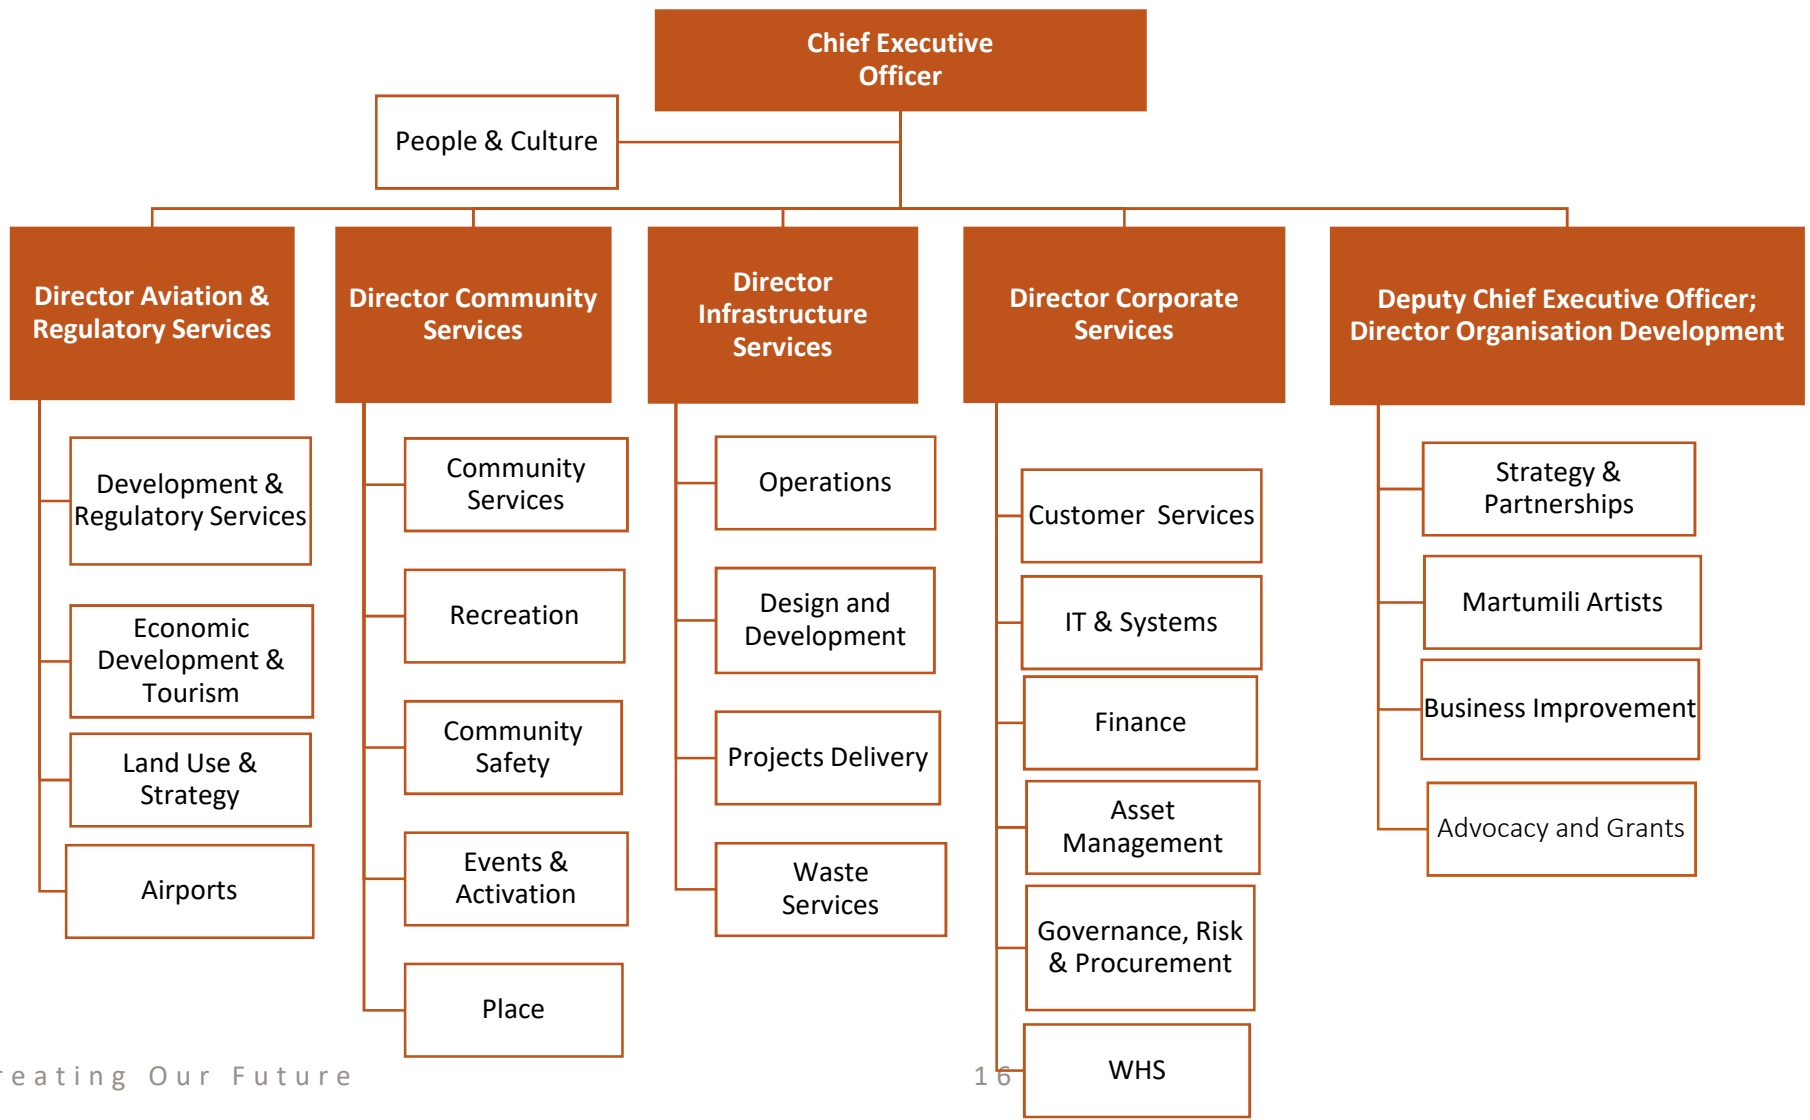 Chief Executive
Officer
People & Culture
Director Aviation &
Regulatory Services
Development &
Regulatory Services
Economic
Development &
Tourism
Land Use &
Strategy
Airports
Director Community
Services
Community
Services
Recreation
Community
Safety
Events &
Activation
Place
Director
Infrastructure
Services
Operations
Design and
Development
Projects Delivery
Waste
Services
Director Corporate
Services
Customer  Services
IT & Systems
Finance
Asset
Management
Governance, Risk
& Procurement
WHS
Deputy Chief Executive Officer;
Director Organisation Development
Strategy &
Partnerships
Martumili Artists
Business Improvement
Advocacy and Grants
reating Our Future
16